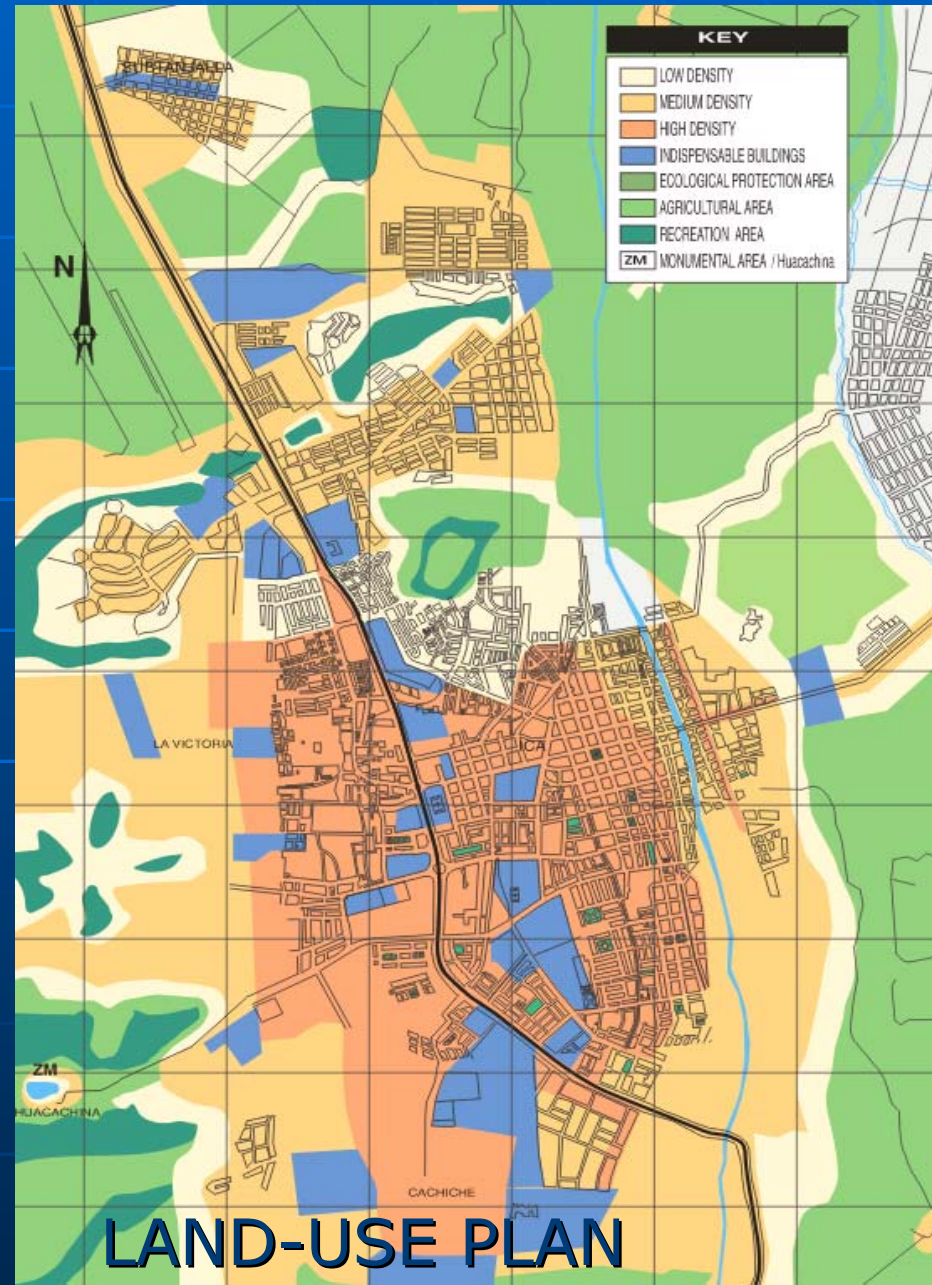 KEY
LOW DENSITY
MEDIUM DENSITY
HIGH DENSITY
INDISPENSABLE BUILDINGS
ECOLOGICAL PROTECTION AREA
AGRICULTURAL AREA
RECREATION AREA
ZM MONUMENTAL AREA / Huacachina
SUBTANJALLA
N
LA VICTORIA
ICA
ZM
HUACACHINA
CACHICHE
LAND-USE PLAN